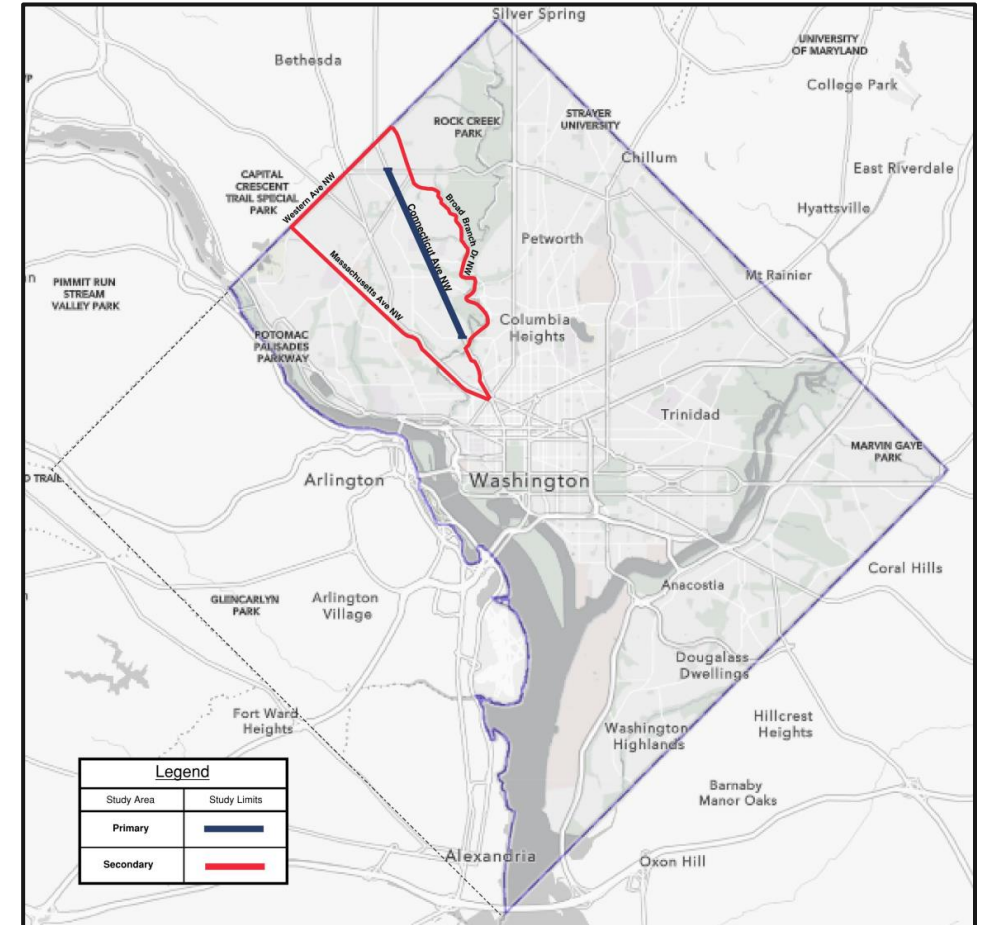 Silver Spring
UNIVERSITY
OF MARYLAND
Bethesda
College Park
ROCK CREEK
PARK
STRAYER
UNIVERSITY
Chillum
East Riverdale
CAPITAL
CRESCENT
TRAIL SPECIAL
PARK
Western Ave NW
Hyattsville
Broad Branch Dr NW
Connecticut Ave NW
Petworth
Massachusetts Ave NW
Mt Rainier
PIMMIT RUN
STREAM
VALLEY PARK
Columbia
Heights
POTOMAC
PALISADES
PARKWAY
Trinidad
MARVIN GAYE
PARK
Arlington
Washington
D TRAIL
Coral Hills
Anacostia
GLENCARLYN
PARK
Arlington
Village
Dougalass
Dwellings
Fort Ward
Heights
Washington
Highlands
Hillcrest
Heights
Barnaby
Manor Oaks
Alexandria
Oxon Hill
Legend
Study Area Study Limits
Primary
Secondary